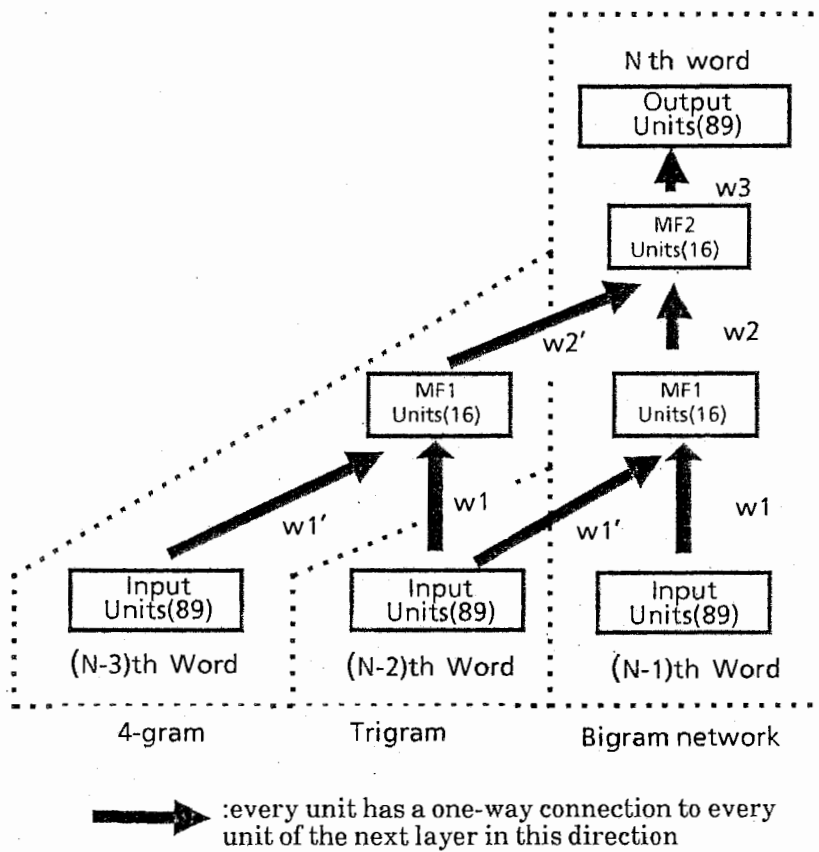 N th word
Output
Units(89)
w3
MF2
Units(16)
w2'
w2
MF1
Units(16)
MF1
Units(16)
w1'
w1
w1'
w1
Input
Units(89)
Input
Units(89)
Input
Units(89)
(N-3)th Word
(N-2)th Word
(N-1)th Word
4-gram
Trigram
Bigram network
:every unit has a one-way connection to every
unit of the next layer in this direction